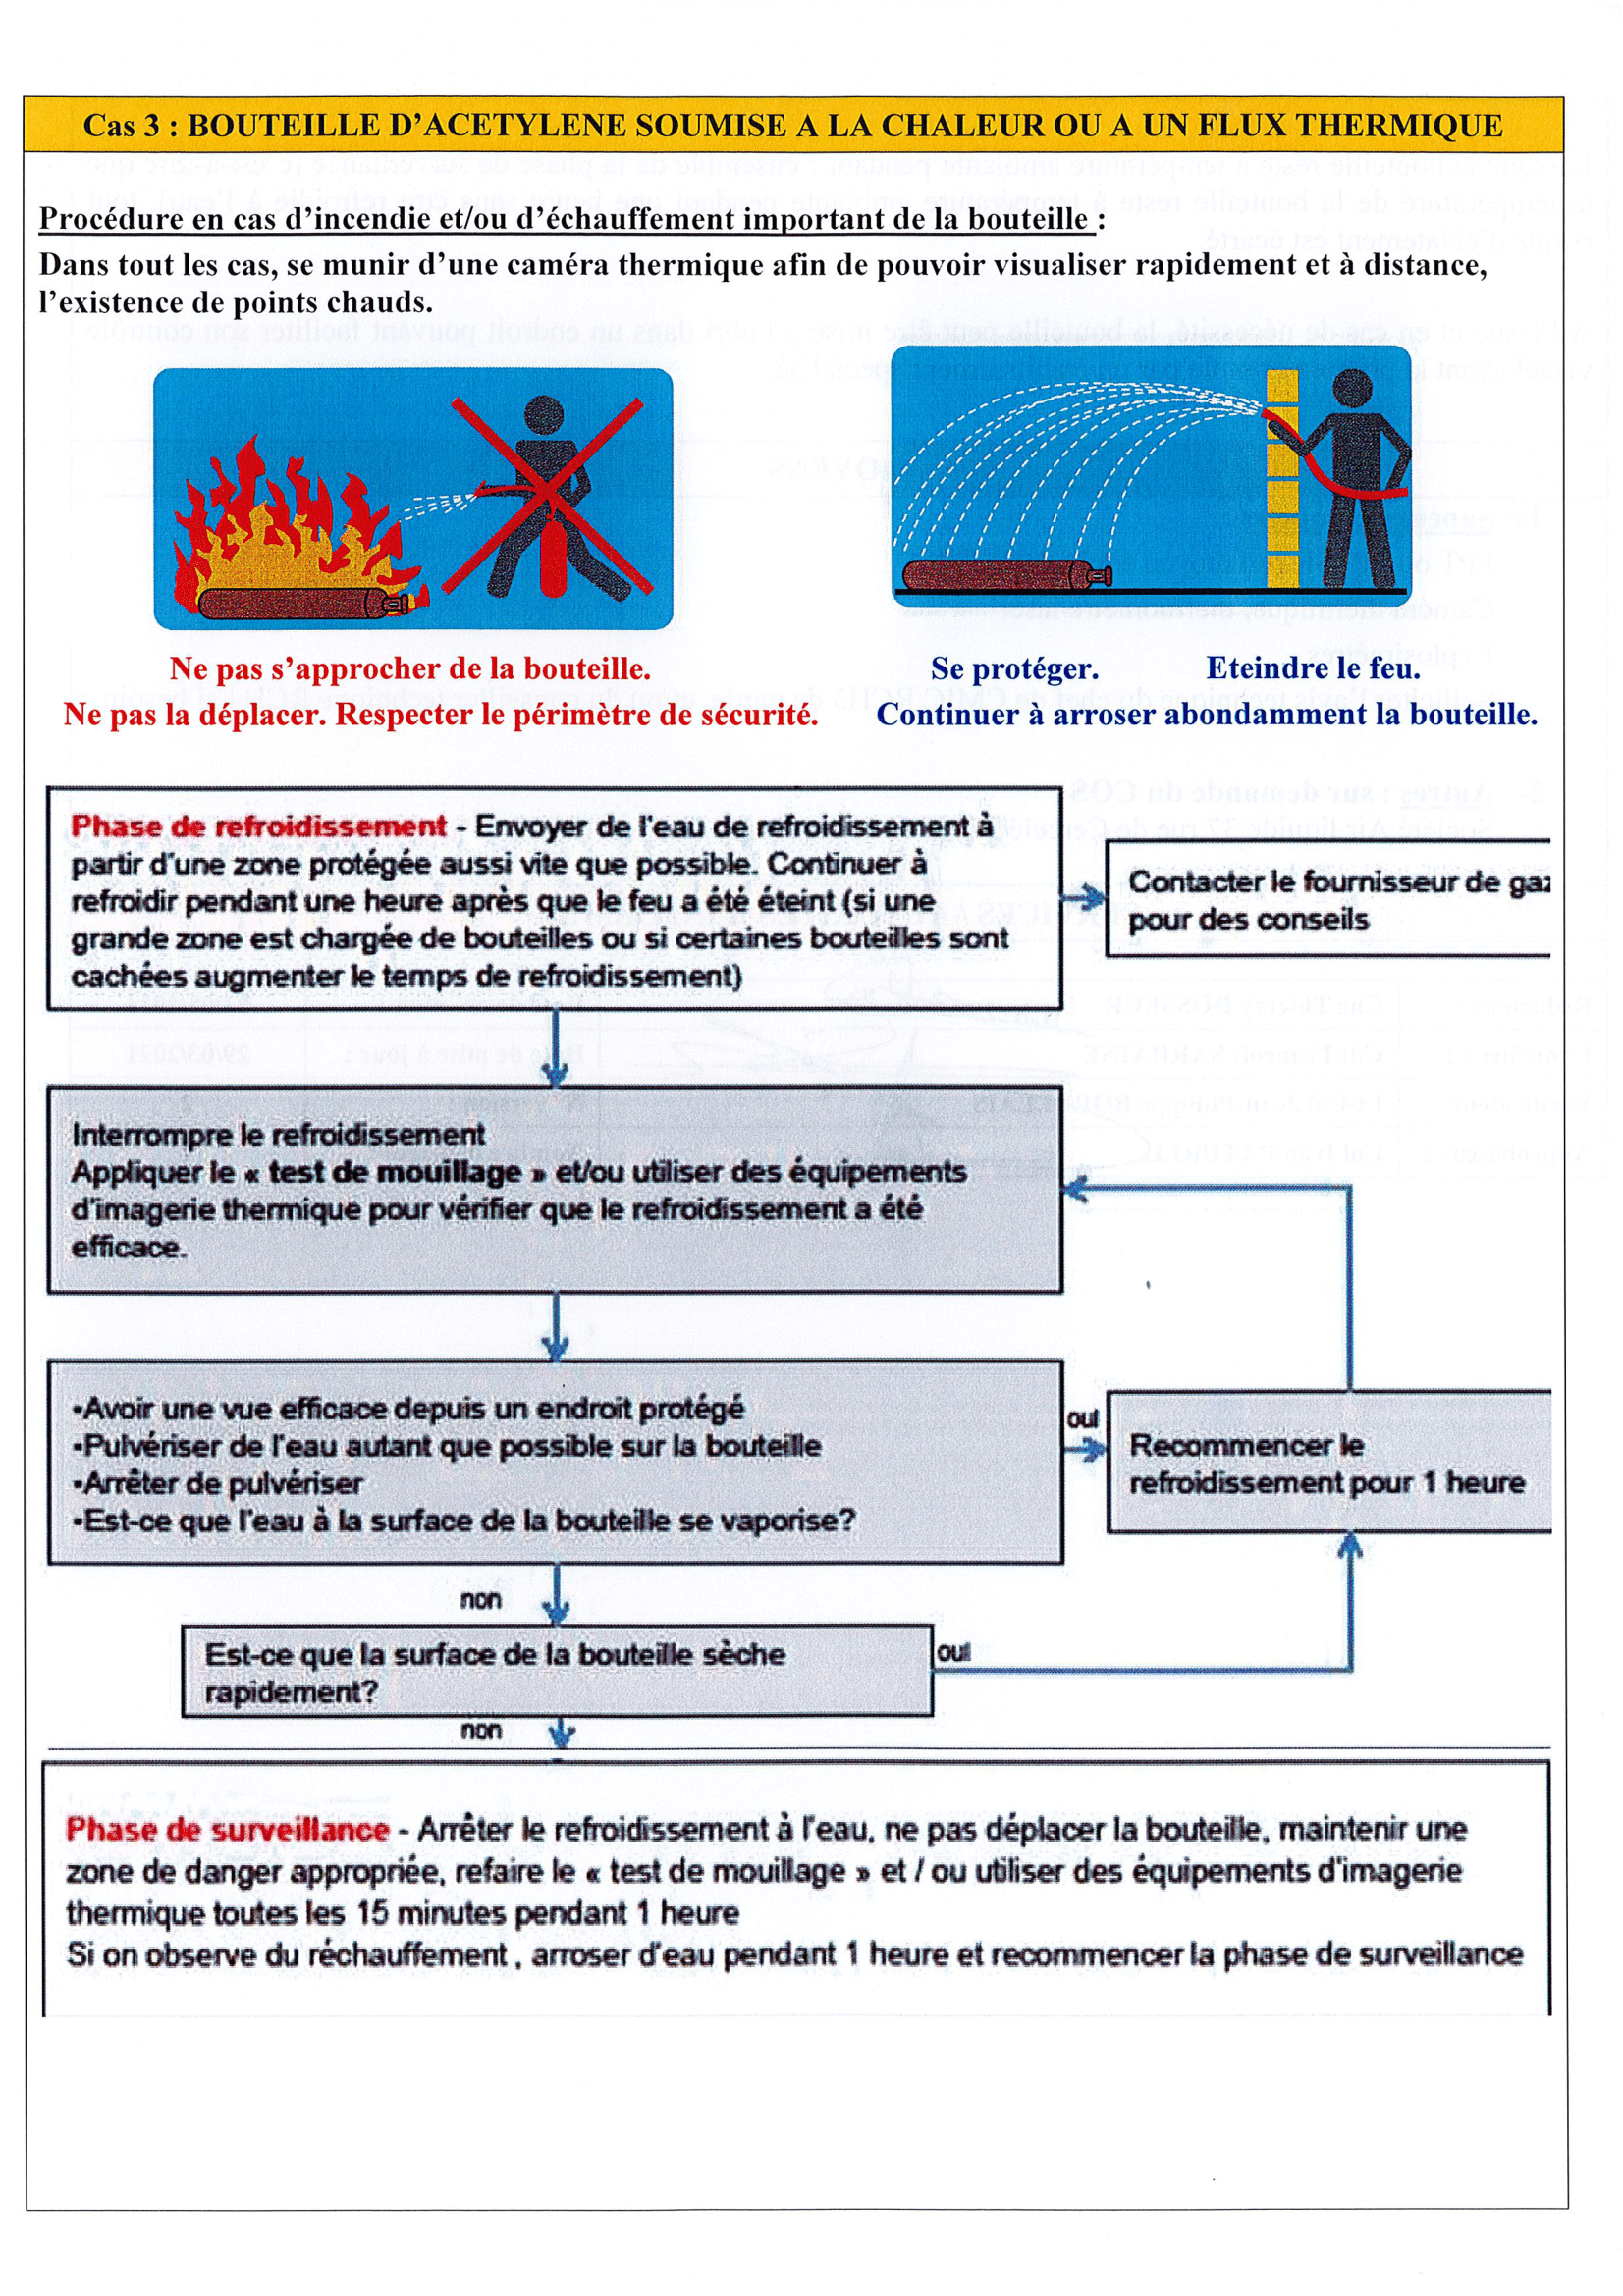 Cas 3 : BOUTEILLE D’ACETYLENE SOUMISE A LA CHALEUR OU A UN FLUX THERMIQUE
Procédure en cas d’incendie et/ou d’échauffement important de la bouteille :
Dans tout les cas, se munir d’une caméra thermique afin de pouvoir visualiser rapidement et à distance,
l’existence de points chauds.
Ne pas s’approcher de la bouteille.
Ne pas la déplacer. Respecter le périmètre de sécurité.
Se protéger. Eteindre le feu.
Continuer à arroser abondamment la bouteille.
Phase de refroidissement - Envoyer de l'eau de refroidissement à
partir d'une zone protégée aussi vite que possible. Continuer à
refroidir pendant une heure après que le feu a été éteint (si une
grande zone est chargée de bouteilles ou si certaines bouteilles sont
cachées augmenter le temps de refroidissement)
Contacter le fournisseur de gaz
pour des conseils
Interrompre le refroidissement
Appliquer le « test de mouillage » et/ou utiliser des équipements
d'imagerie thermique pour vérifier que le refroidissement a été
efficace.
•Avoir une vue efficace depuis un endroit protégé
•Pulvériser de l'eau autant que possible sur la bouteille
•Arrêter de pulvériser
•Est-ce que l'eau à la surface de la bouteille se vaporise?
oui
Recommencer le
refroidissement pour 1 heure
non
Est-ce que la surface de la bouteille sèche
rapidement?
oui
non
Phase de surveillance - Arrêter le refroidissement à l'eau, ne pas déplacer la bouteille, maintenir une
zone de danger appropriée, refaire le « test de mouillage » et / ou utiliser des équipements d'imagerie
thermique toutes les 15 minutes pendant 1 heure
Si on observe du réchauffement , arroser d'eau pendant 1 heure et recommencer la phase de surveillance